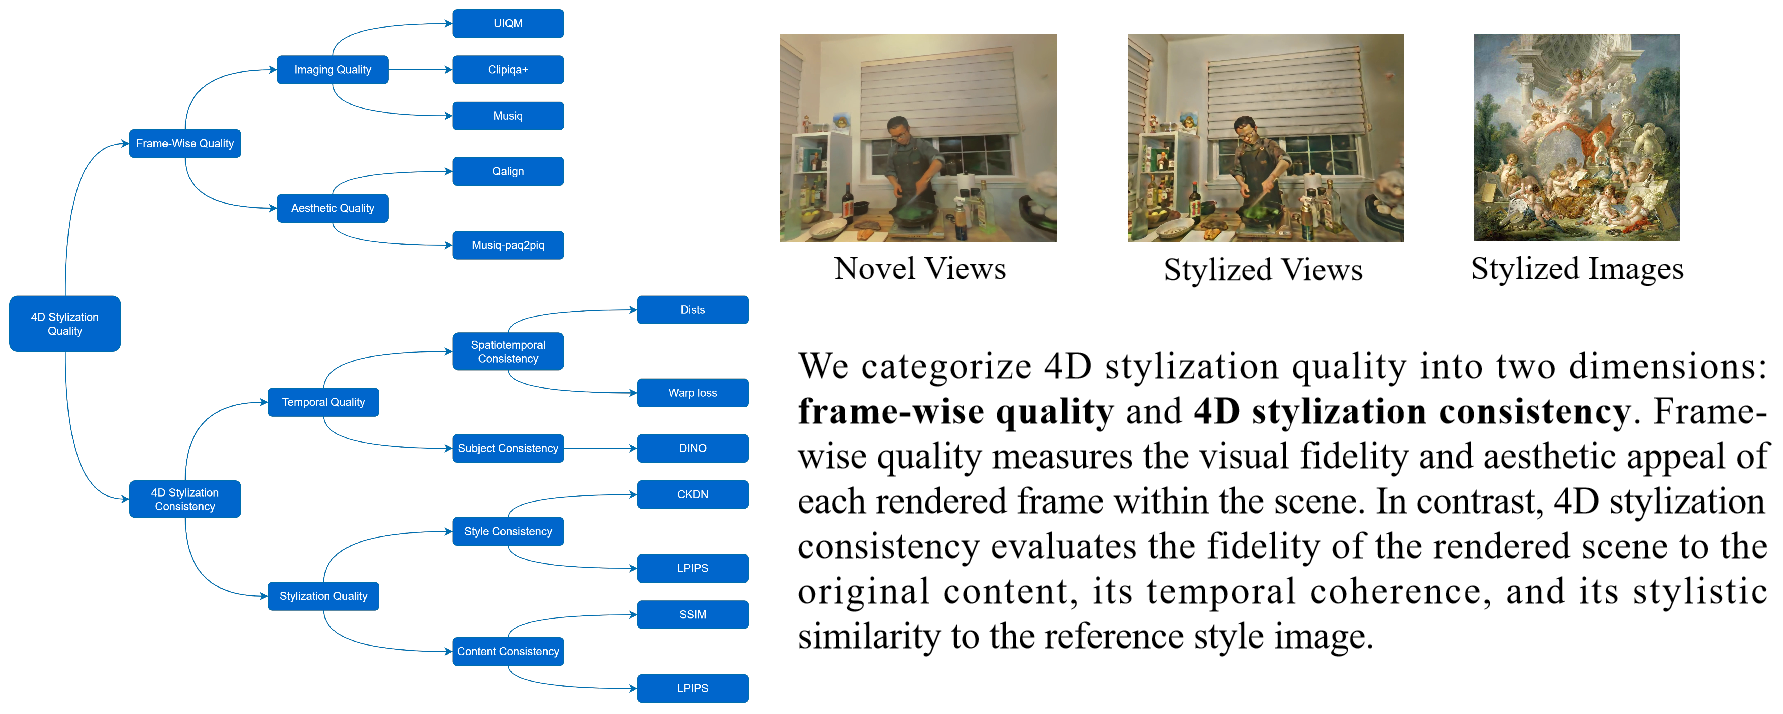 UIQM
Imaging Quality
Clipiqa+
Musiq
Frame-Wise Quality
Qalign
Aesthetic Quality
Musiq-paq2piq
4D Stylization
Quality
Dists
Spatiotemporal
Consistency
Warp loss
Temporal Quality
Subject Consistency
DINO
4D Stylization
Consistency
CKDN
Style Consistency
LPIPS
Stylization Quality
SSIM
Content Consistency
LPIPS
Novel Views
Stylized Views
Stylized Images
We categorize 4D stylization quality into two dimensions:
frame-wise quality and 4D stylization consistency. Frame-
wise quality measures the visual fidelity and aesthetic appeal of
each rendered frame within the scene. In contrast, 4D stylization
consistency evaluates the fidelity of the rendered scene to the
original content, its temporal coherence, and its stylistic
similarity to the reference style image.